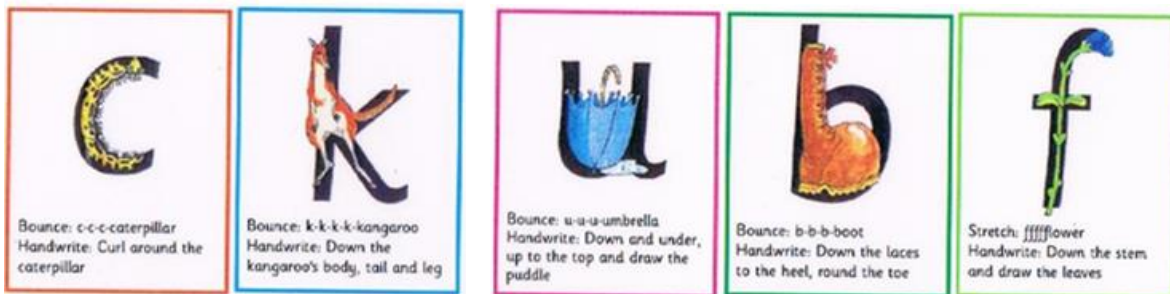 c
Bounce: c-c-c-caterpillar
Handwrite: Curl around the
caterpillar
k
Bounce: k-k-k-k-kangaroo
Handwrite: Down the
kangaroo's body, tail and leg
u
Bounce: u-u-u-umbrella
Handwrite: Down and under,
up to the top and draw the
puddle
b
Bounce: b-b-b-boot
Handwrite: Down the laces
to the heel, round the toe
f
Stretch: fffffflower
Handwrite: Down the stem
and draw the leaves